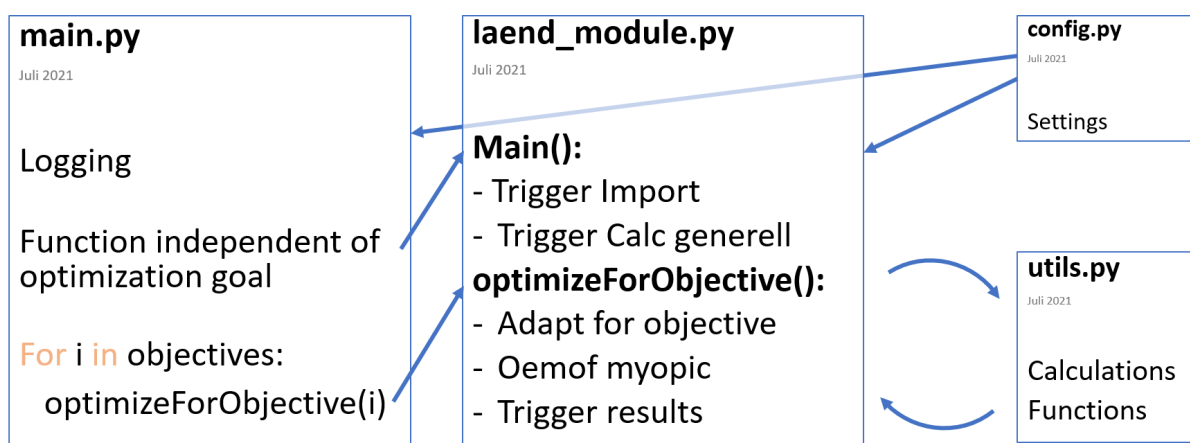 main.py
Juli 2021
Logging
Function independent of
optimization goal
For i in objectives:
optimizeForObjective(i)
laend_module.py
Juli 2021
Main():
- Trigger Import
- Trigger Calc generell
optimizeForObjective():
- Adapt for objective
- Oemof myopic
- Trigger results
config.py
Juli 2021
Settings
utils.py
Juli 2021
Calculations
Functions